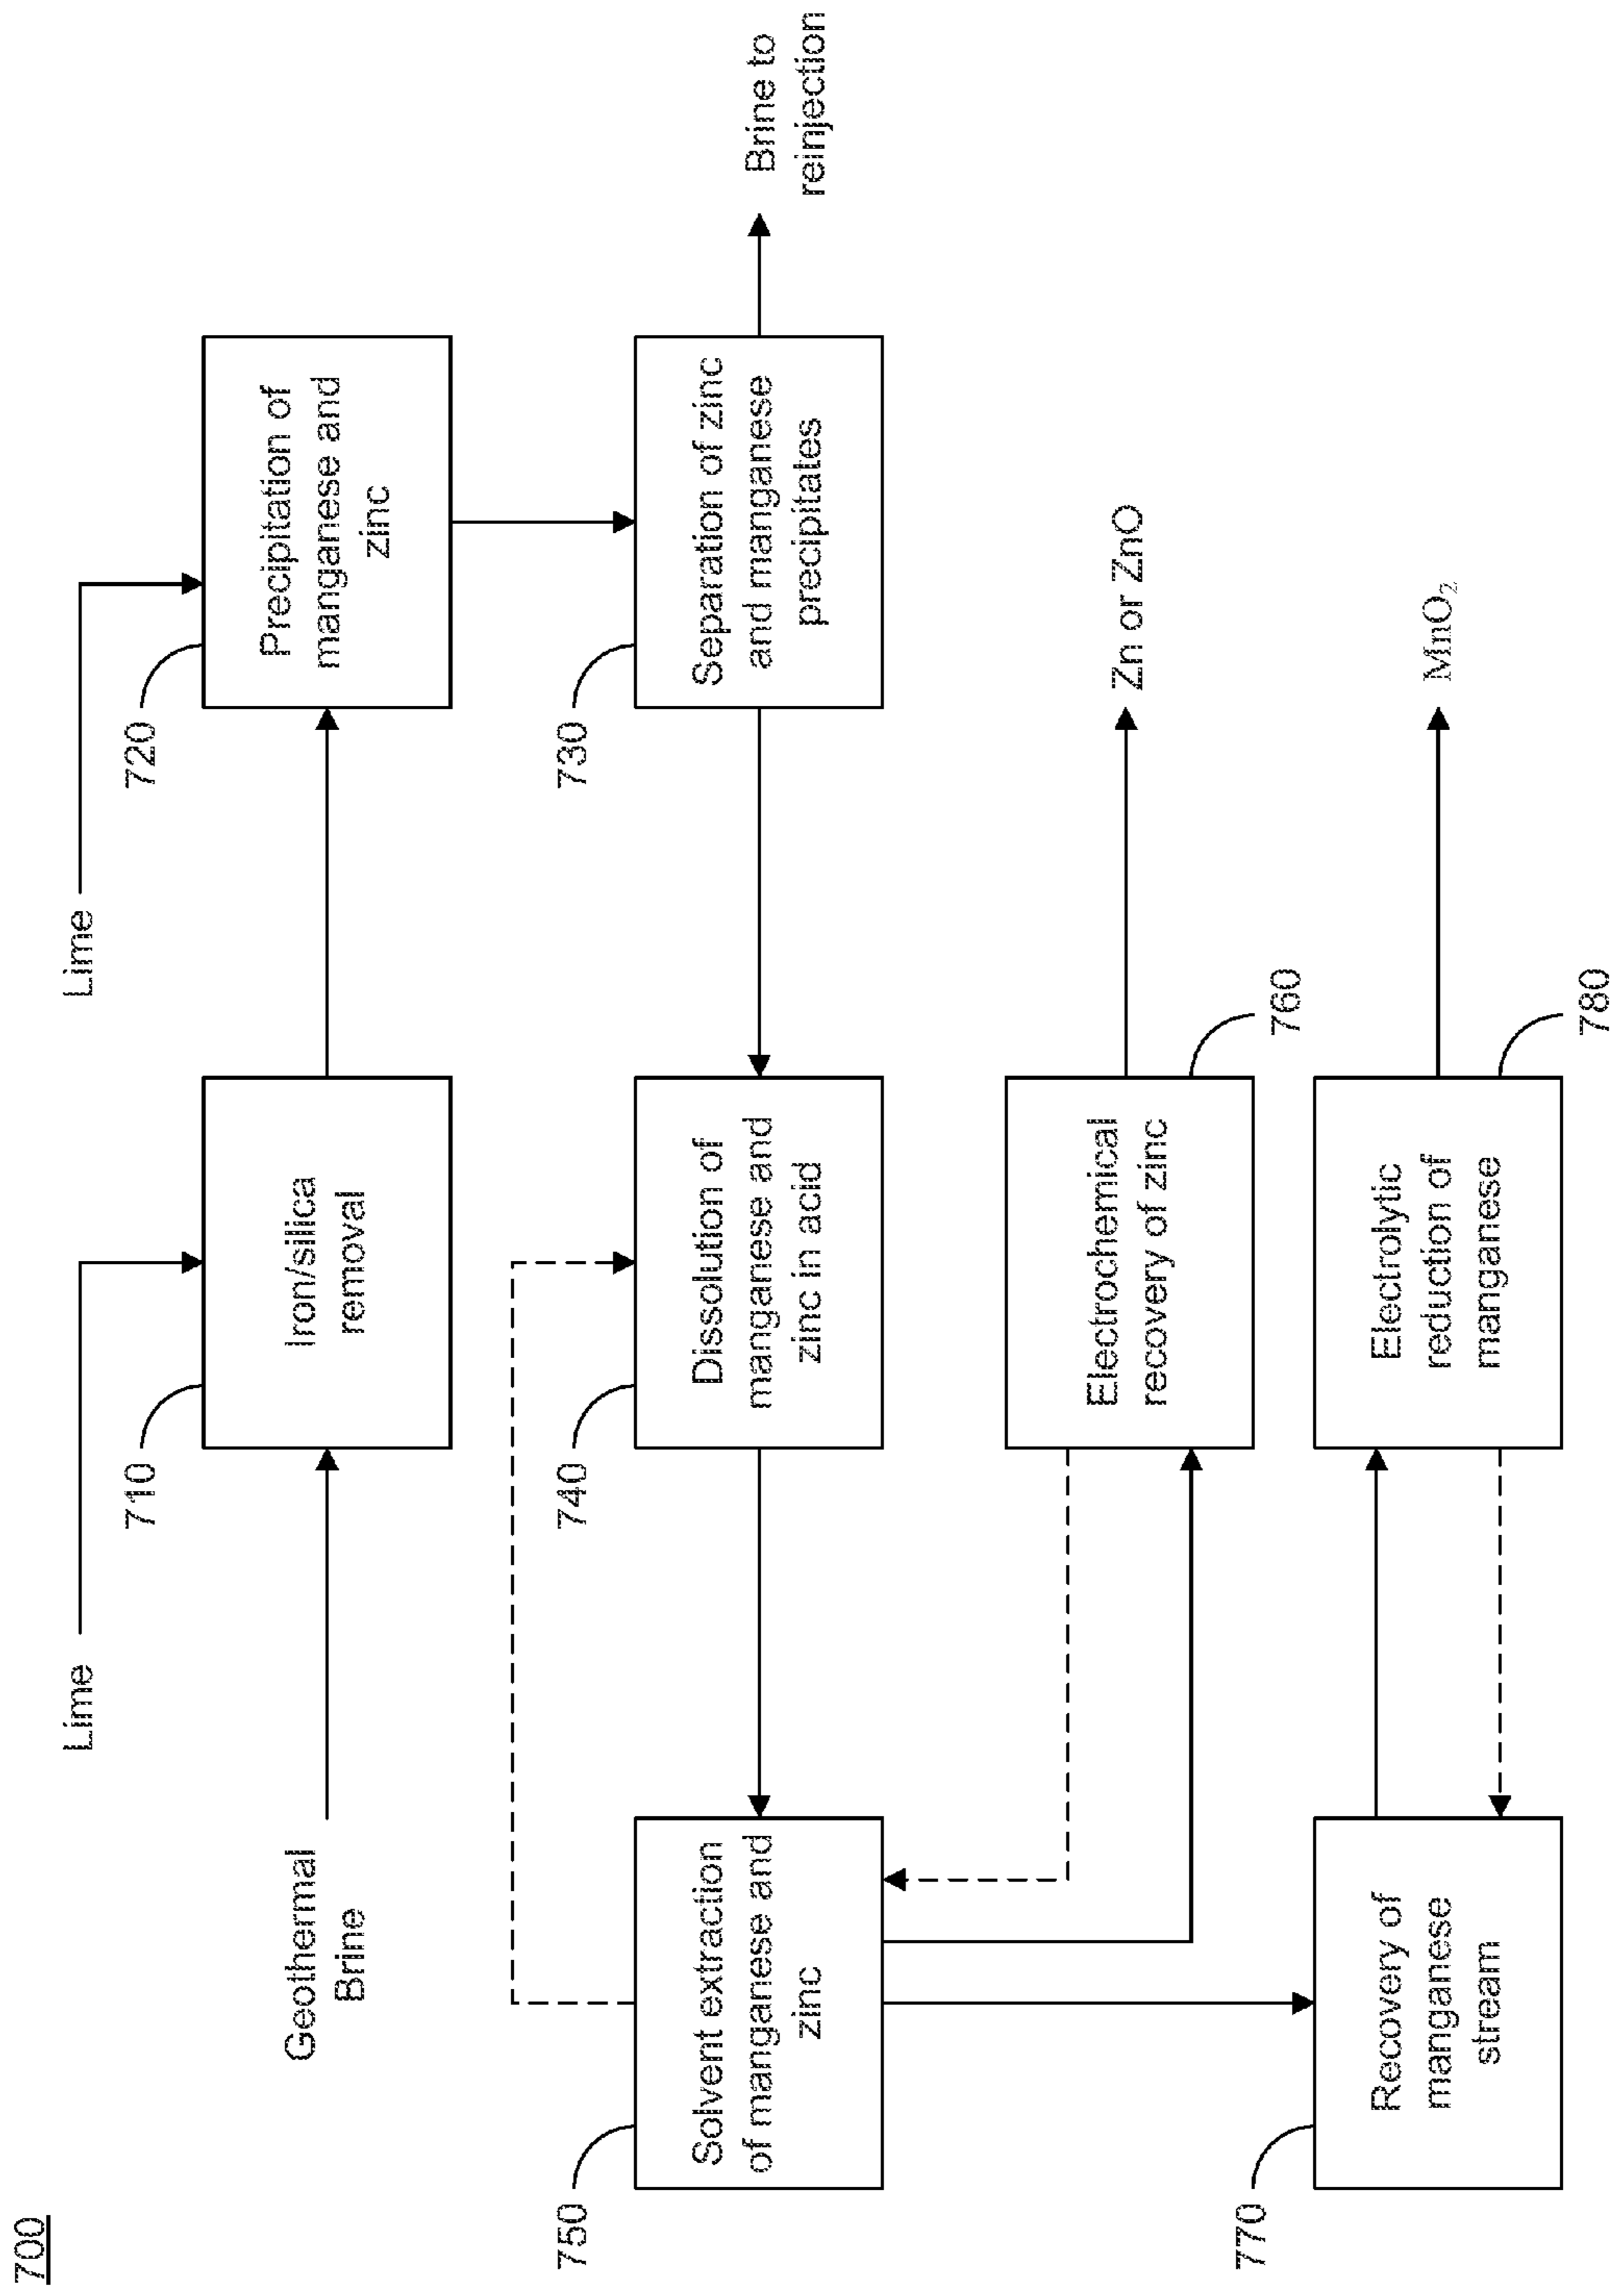 700
Lime
Lime
710
720
Geothermal
Brine
Iron/silica
removal
Precipitation of
manganese and
zinc
750
740
730
Solvent extraction
of manganese and
zinc
Dissolution of
manganese and
zinc in acid
Separation of zinc
and manganese
precipitates
Brine to
reinjection
Electrochemical
recovery of zinc
Zn or ZnO
760
770
Recovery of
manganese
stream
Electrolytic
reduction of
manganese
MnO₂
780